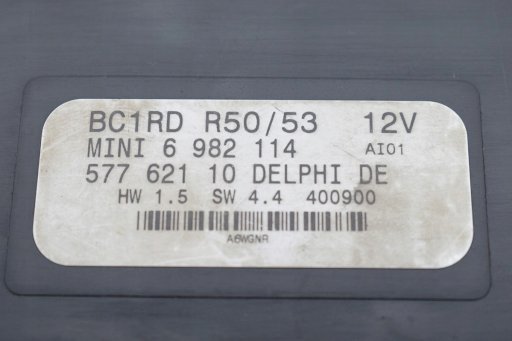 BC1RD R50/53 12V
MINI 6 982 114 AI01
577 621 10 DELPHI DE
HW 1.5 SW 4.4 400900
A6WGNR